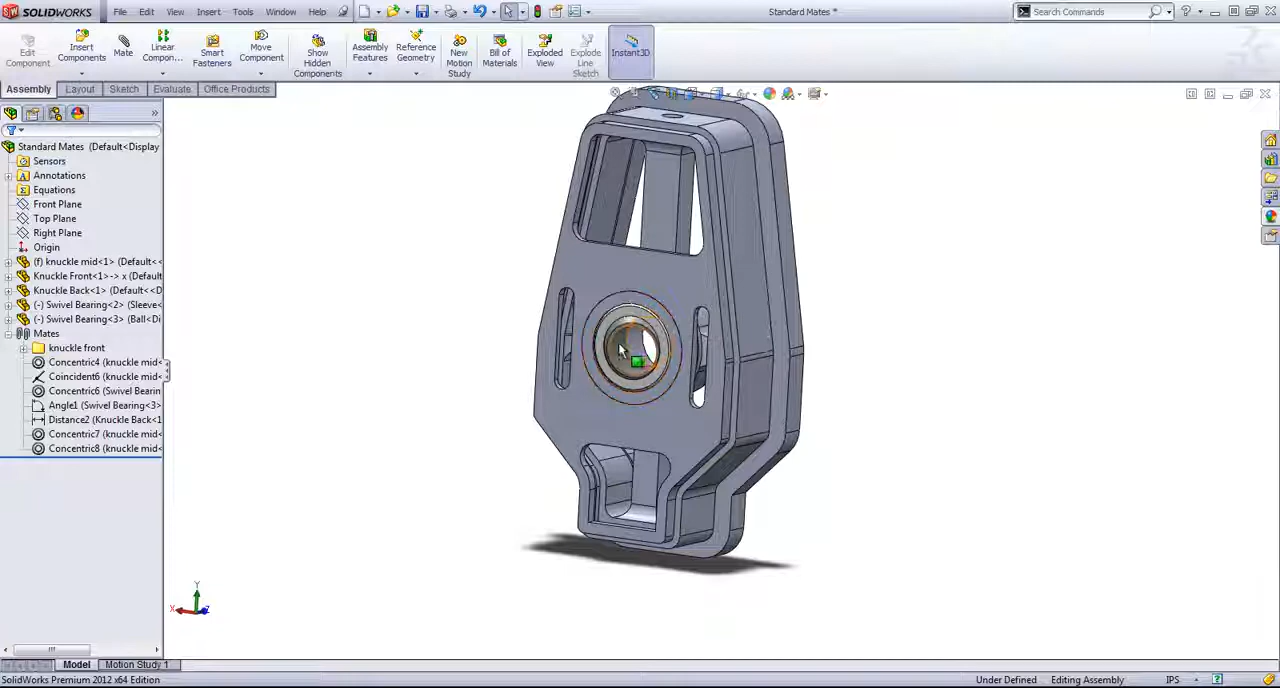 SOLIDWORKS File Edit View Insert Tools Window Help Standard Mates * Search Commands
Edit Component
Insert Components
Mate
Linear Compon...
Smart Fasteners
Move Component
Show Hidden Components
Assembly Features
Reference Geometry
New Motion Study
Bill of Materials
Exploded View
Explode Line Sketch
Instant3D
Assembly Layout Sketch Evaluate Office Products
Standard Mates (Default<Display
Sensors
Annotations
Equations
Front Plane
Top Plane
Right Plane
Origin
(f) knuckle mid<1> (Default<<
Knuckle Front<1>-> x (Default
Knuckle Back<1> (Default<<D
(-) Swivel Bearing<2> (Sleeve<
(-) Swivel Bearing<3> (Ball<Di
Mates
knuckle front
Concentric4 (knuckle mid<
Coincident6 (knuckle mid<
Concentric6 (Swivel Bearin
Angle1 (Swivel Bearing<3>
Distance2 (Knuckle Back<1
Concentric7 (knuckle mid<
Concentric8 (knuckle mid<
Y
X
Z
Model Motion Study 1
SolidWorks Premium 2012 x64 Edition Under Defined Editing Assembly IPS